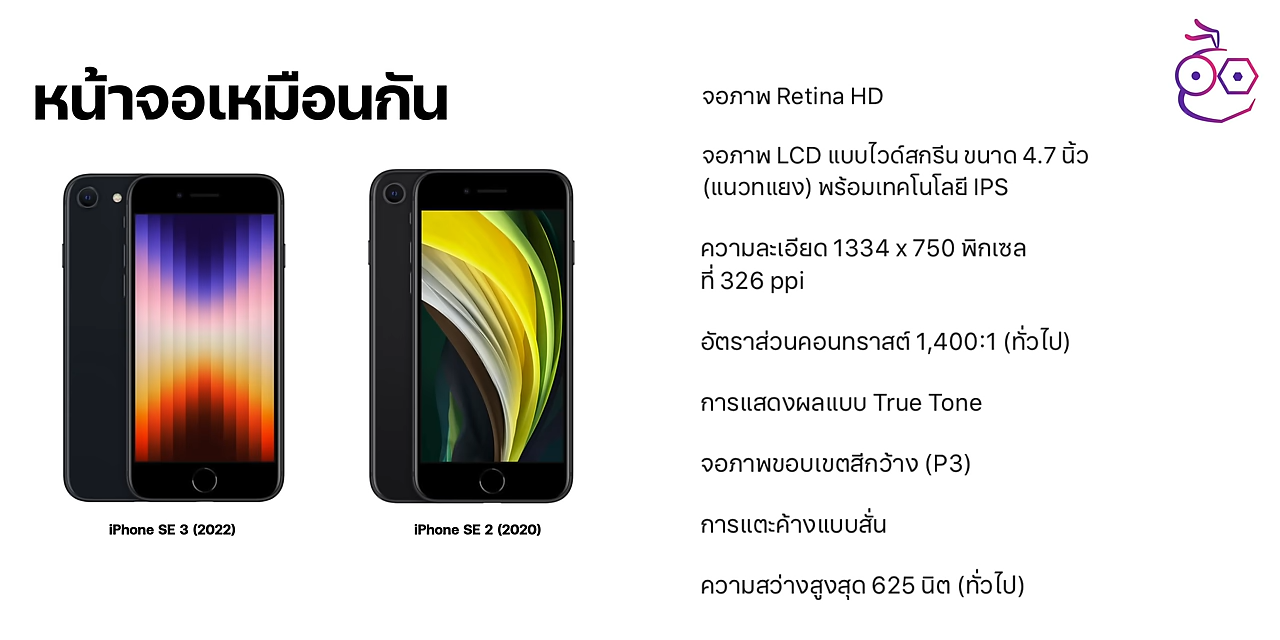 หน้าจอเหมือนกัน
iPhone SE 3 (2022)
iPhone SE 2 (2020)
จอภาพ Retina HD
จอภาพ LCD แบบไวด์สกรีน ขนาด 4.7 นิ้ว
(แนวทแยง) พร้อมเทคโนโลยี IPS
ความละเอียด 1334 x 750 พิกเซล
ที่ 326 ppi
อัตราส่วนคอนทราสต์ 1,400:1 (ทั่วไป)
การแสดงผลแบบ True Tone
จอภาพขอบเขตสีกว้าง (P3)
การแตะค้างแบบสั่น
ความสว่างสูงสุด 625 นิต (ทั่วไป)